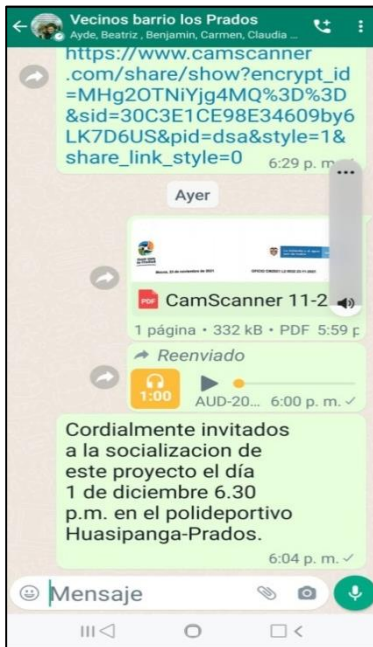 Vecinos barrio los Prados
Ayde, Beatriz , Benjamin, Carmen, Claudia ...
https://www.camscanner
.com/share/show?encrypt_id
=MHg2OTNiYjg4MQ%3D%3D
&sid=30C3E1CE98E34609by6
LK7D6US&pid=dsa&style=1&
share_link_style=0 6:29 p. m.
Ayer
PDF CamScanner 11-2
1 página • 332 kB • PDF 5:59 p
Reenviado
1:00 AUD-20... 6:00 p. m.
Cordialmente invitados
a la socializacion de
este proyecto el día
1 de diciembre 6.30
p.m. en el polideportivo
Huasipanga-Prados.
6:04 p. m.
Mensaje